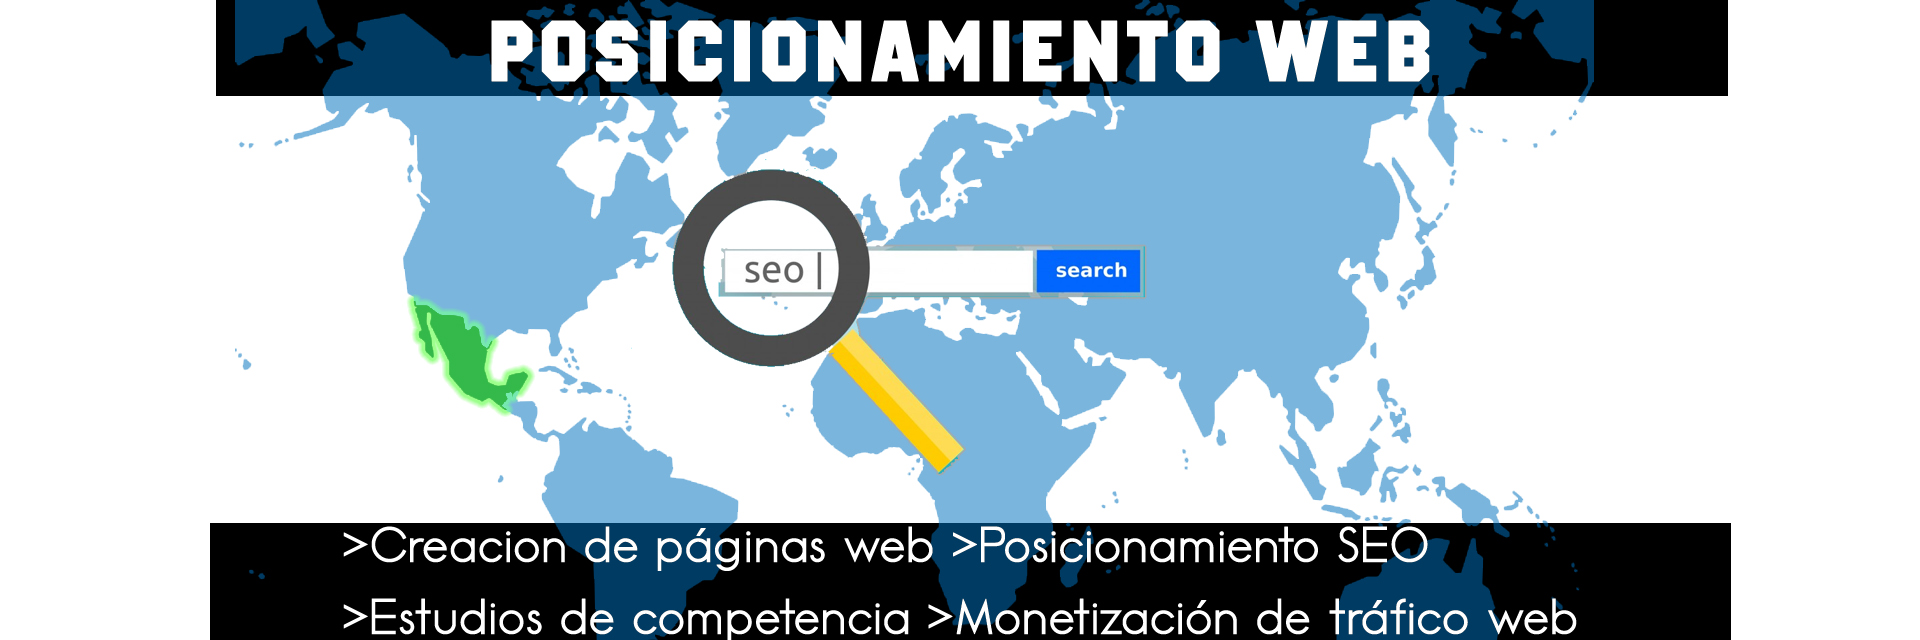 POSICIONAMIENTO WEB
seo | search
>Creacion de páginas web >Posicionamiento SEO
>Estudios de competencia >Monetización de tráfico web